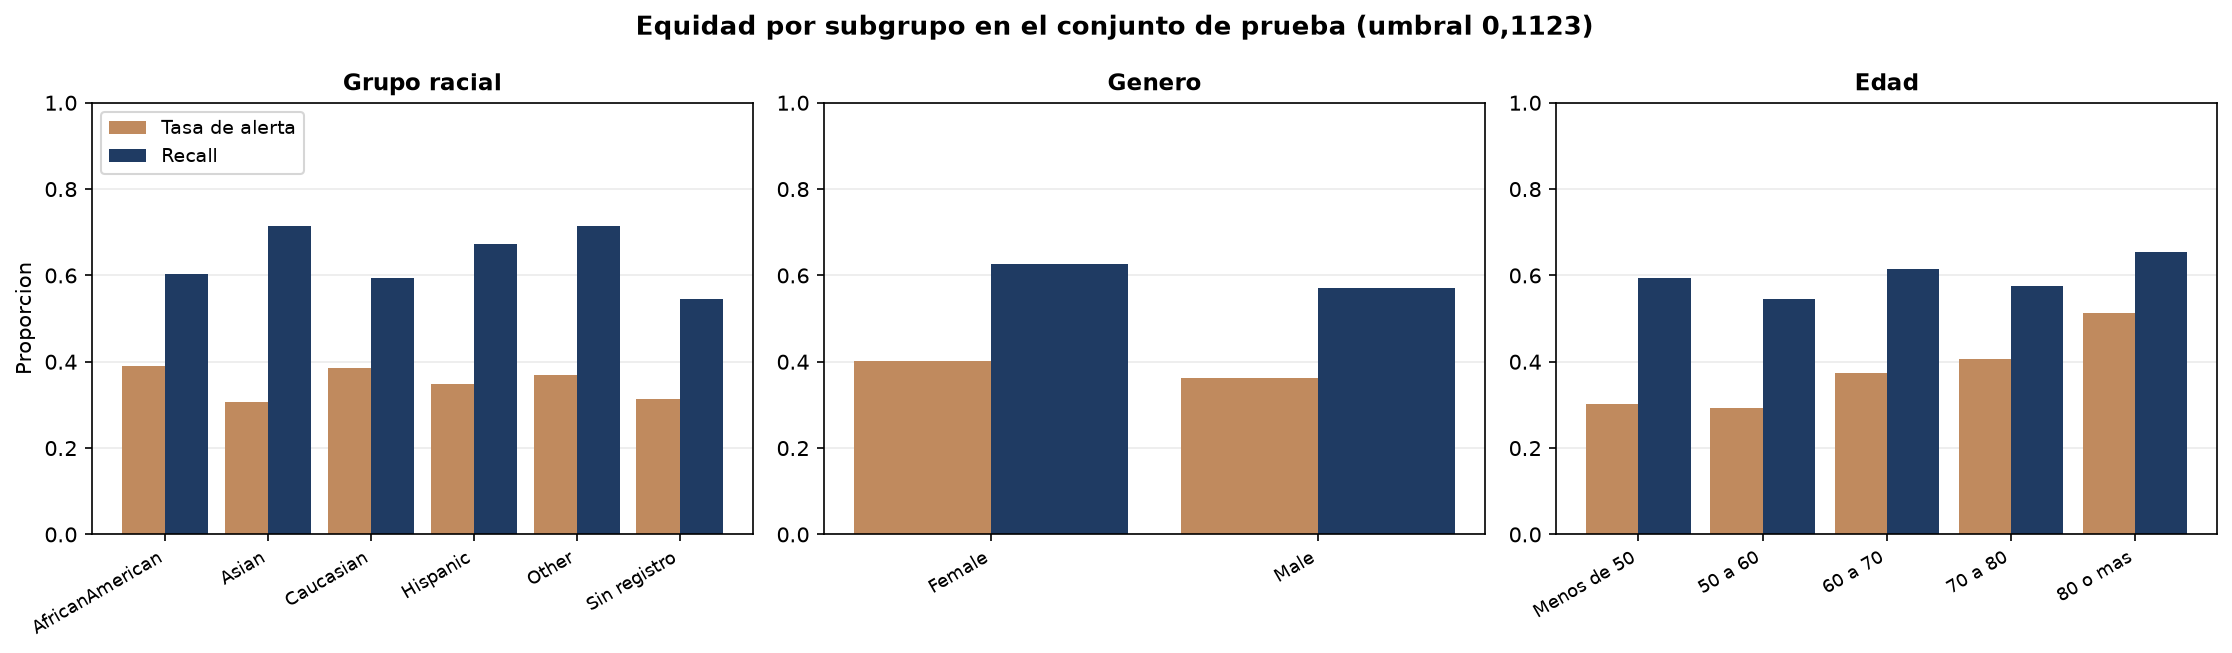 Equidad por subgrupo en el conjunto de prueba (umbral 0,1123)
Grupo racial
Tasa de alerta
Recall
Proporcion
1.0
0.8
0.6
0.4
0.2
0.0
AfricanAmerican
Asian
Caucasian
Hispanic
Other
Sin registro
Genero
1.0
0.8
0.6
0.4
0.2
0.0
Female
Male
Edad
1.0
0.8
0.6
0.4
0.2
0.0
Menos de 50
50 a 60
60 a 70
70 a 80
80 o mas